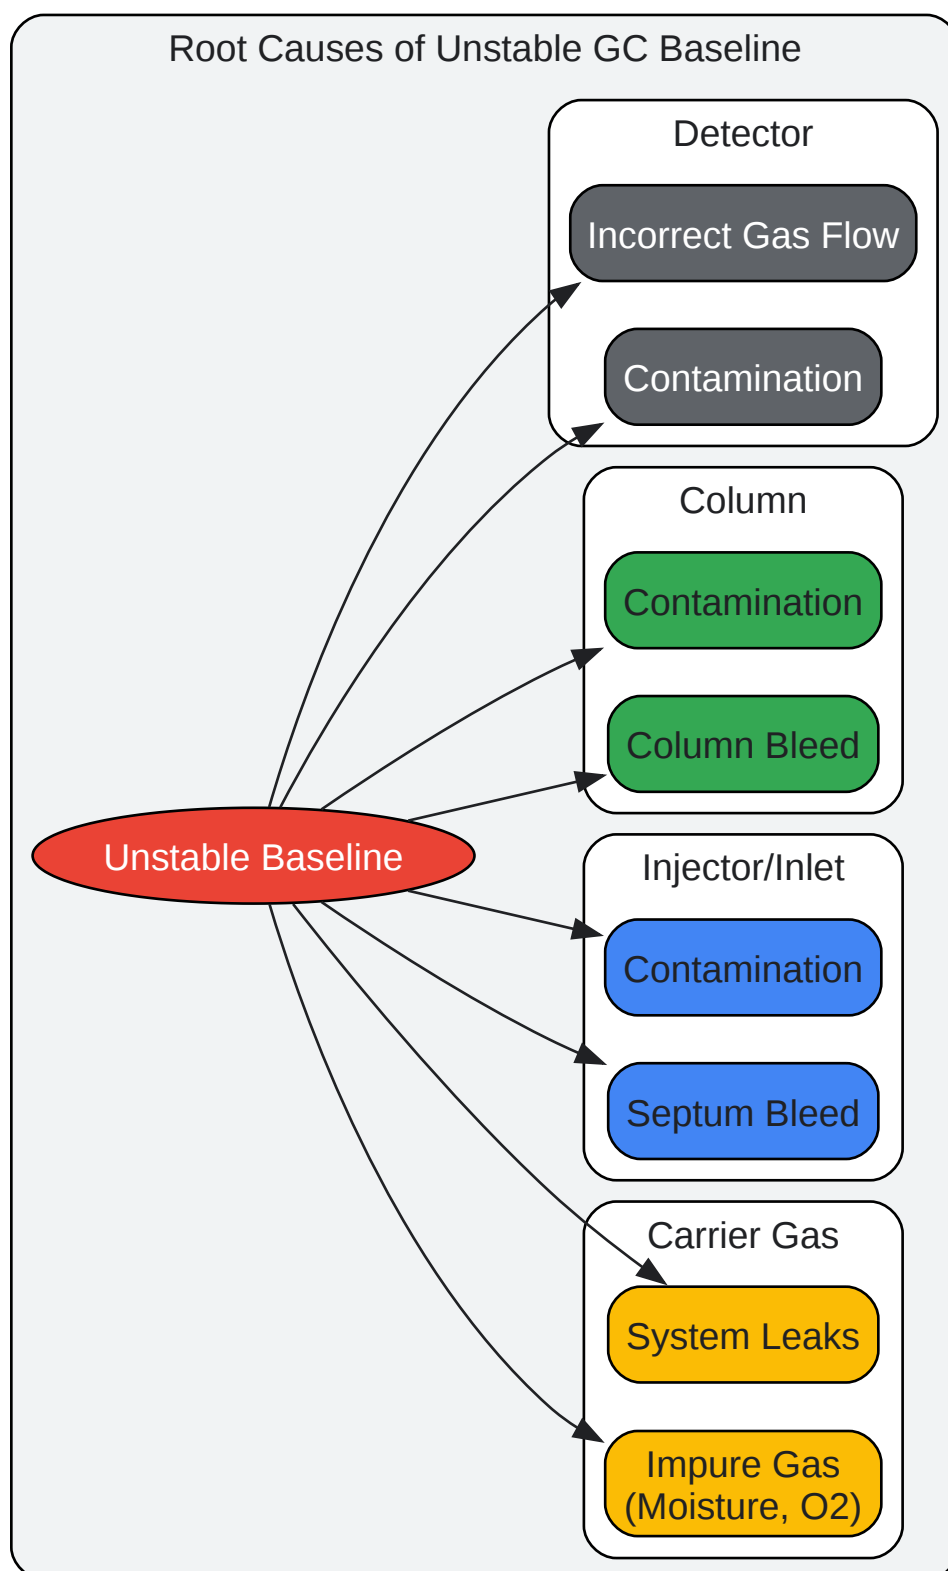 Root Causes of Unstable GC Baseline
Detector
Incorrect Gas Flow
Contamination
Column
Contamination
Column Bleed
Unstable Baseline
Injector/Inlet
Contamination
Septum Bleed
Carrier Gas
System Leaks
Impure Gas
(Moisture, O2)